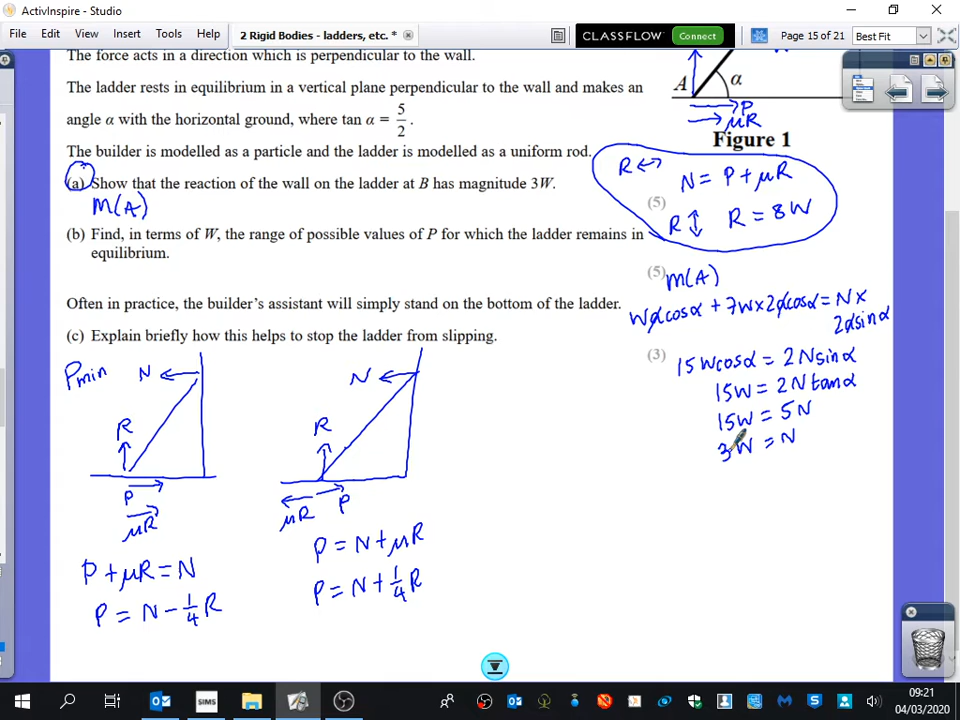 ActivInspire - Studio
File Edit View Insert Tools Help
2 Rigid Bodies - ladders, etc. *
CLASSFLOW Connect
Page 15 of 21 Best Fit
The force acts in a direction which is perpendicular to the wall.
The ladder rests in equilibrium in a vertical plane perpendicular to the wall and makes an
angle α with the horizontal ground, where tan α = 5/2 .
The builder is modelled as a particle and the ladder is modelled as a uniform rod.
(a) Show that the reaction of the wall on the ladder at B has magnitude 3W.
(5)
M(A)
(b) Find, in terms of W, the range of possible values of P for which the ladder remains in
equilibrium.
(5)
Often in practice, the builder's assistant will simply stand on the bottom of the ladder.
(c) Explain briefly how this helps to stop the ladder from slipping.
(3)
A α
P
μR
Figure 1
R ↔ N = P + μR
R ↕ R = 8W
M(A)
Wacosα + 7W×2acosα = N×
2asinα
15Wcosα = 2Nsinα
15W = 2Ntanα
15W = 5N
3W = N
Pmin N
R
P
μR
P + μR = N
P = N - 1/4 R
N
R
μR P
P = N + μR
P = N + 1/4 R
SIMS
09:21
04/03/2020